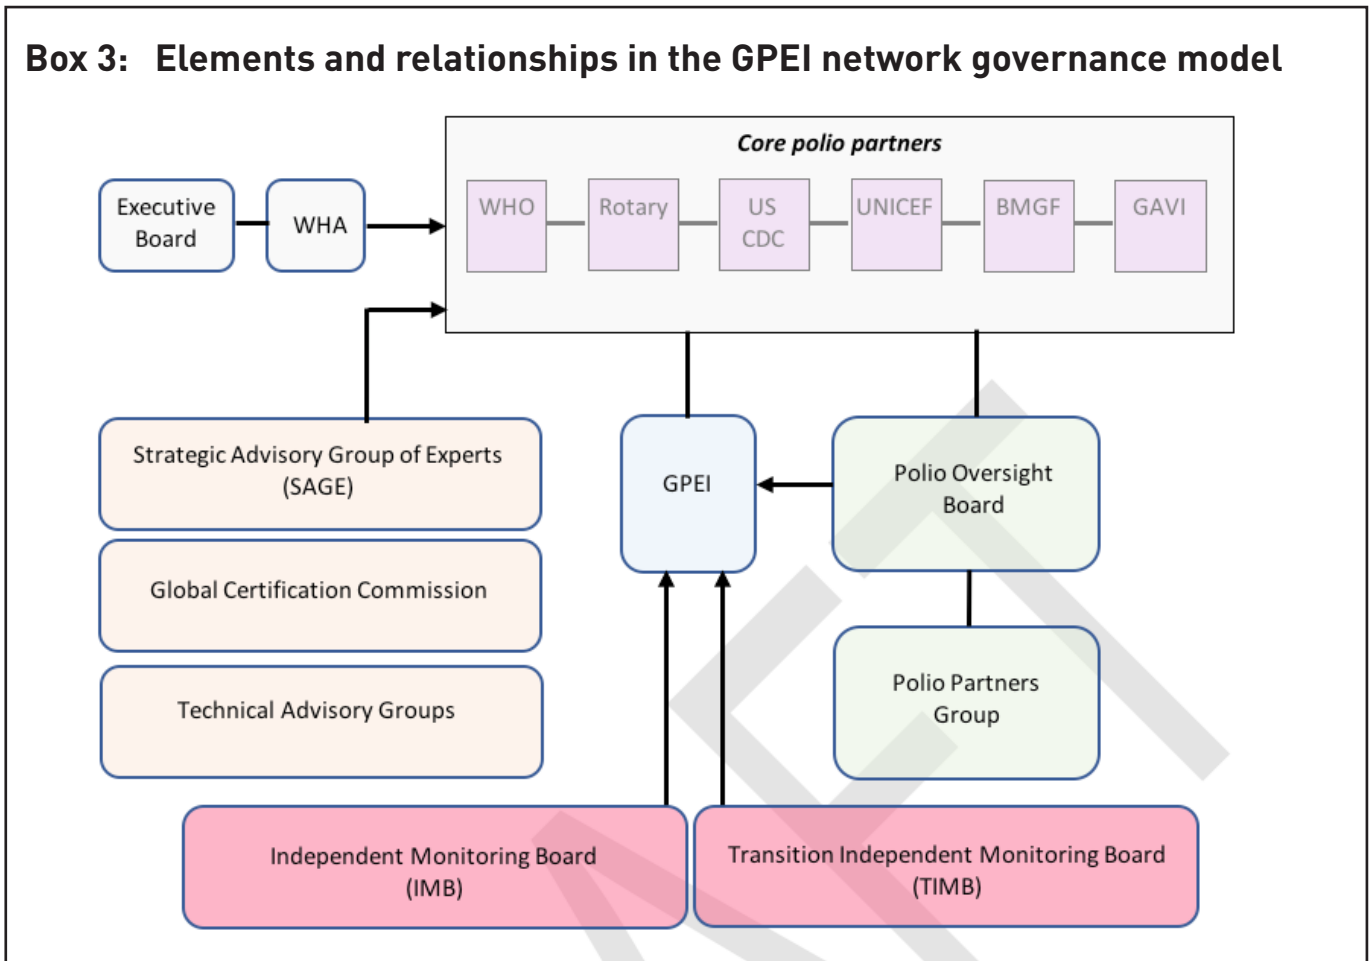 Box 3: Elements and relationships in the GPEI network governance model
Core polio partners
Executive
Board
WHA
WHO
Rotary
US
CDC
UNICEF
BMGF
GAVI
Strategic Advisory Group of Experts
(SAGE)
GPEI
Polio Oversight
Board
Global Certification Commission
Technical Advisory Groups
Polio Partners
Group
Independent Monitoring Board
(IMB)
Transition Independent Monitoring Board
(TIMB)